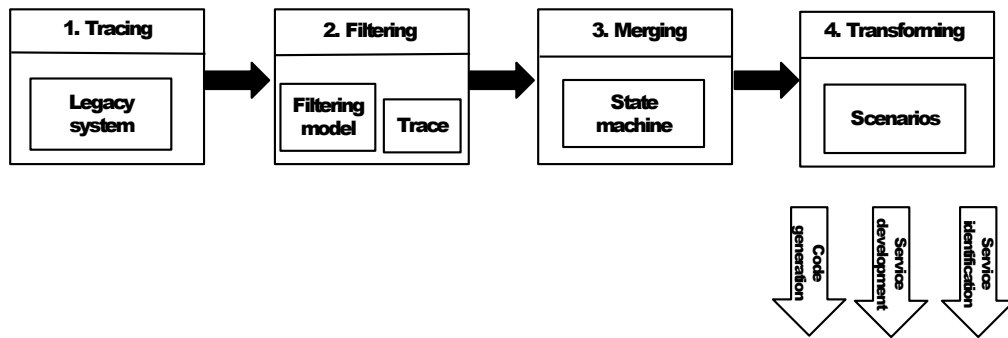 1. Tracing
2. Filtering
3. Merging
4. Transforming
Legacy
system
Filtering
model
Trace
State
machine
Scenarios
Code
generation
Service
development
Service
identification